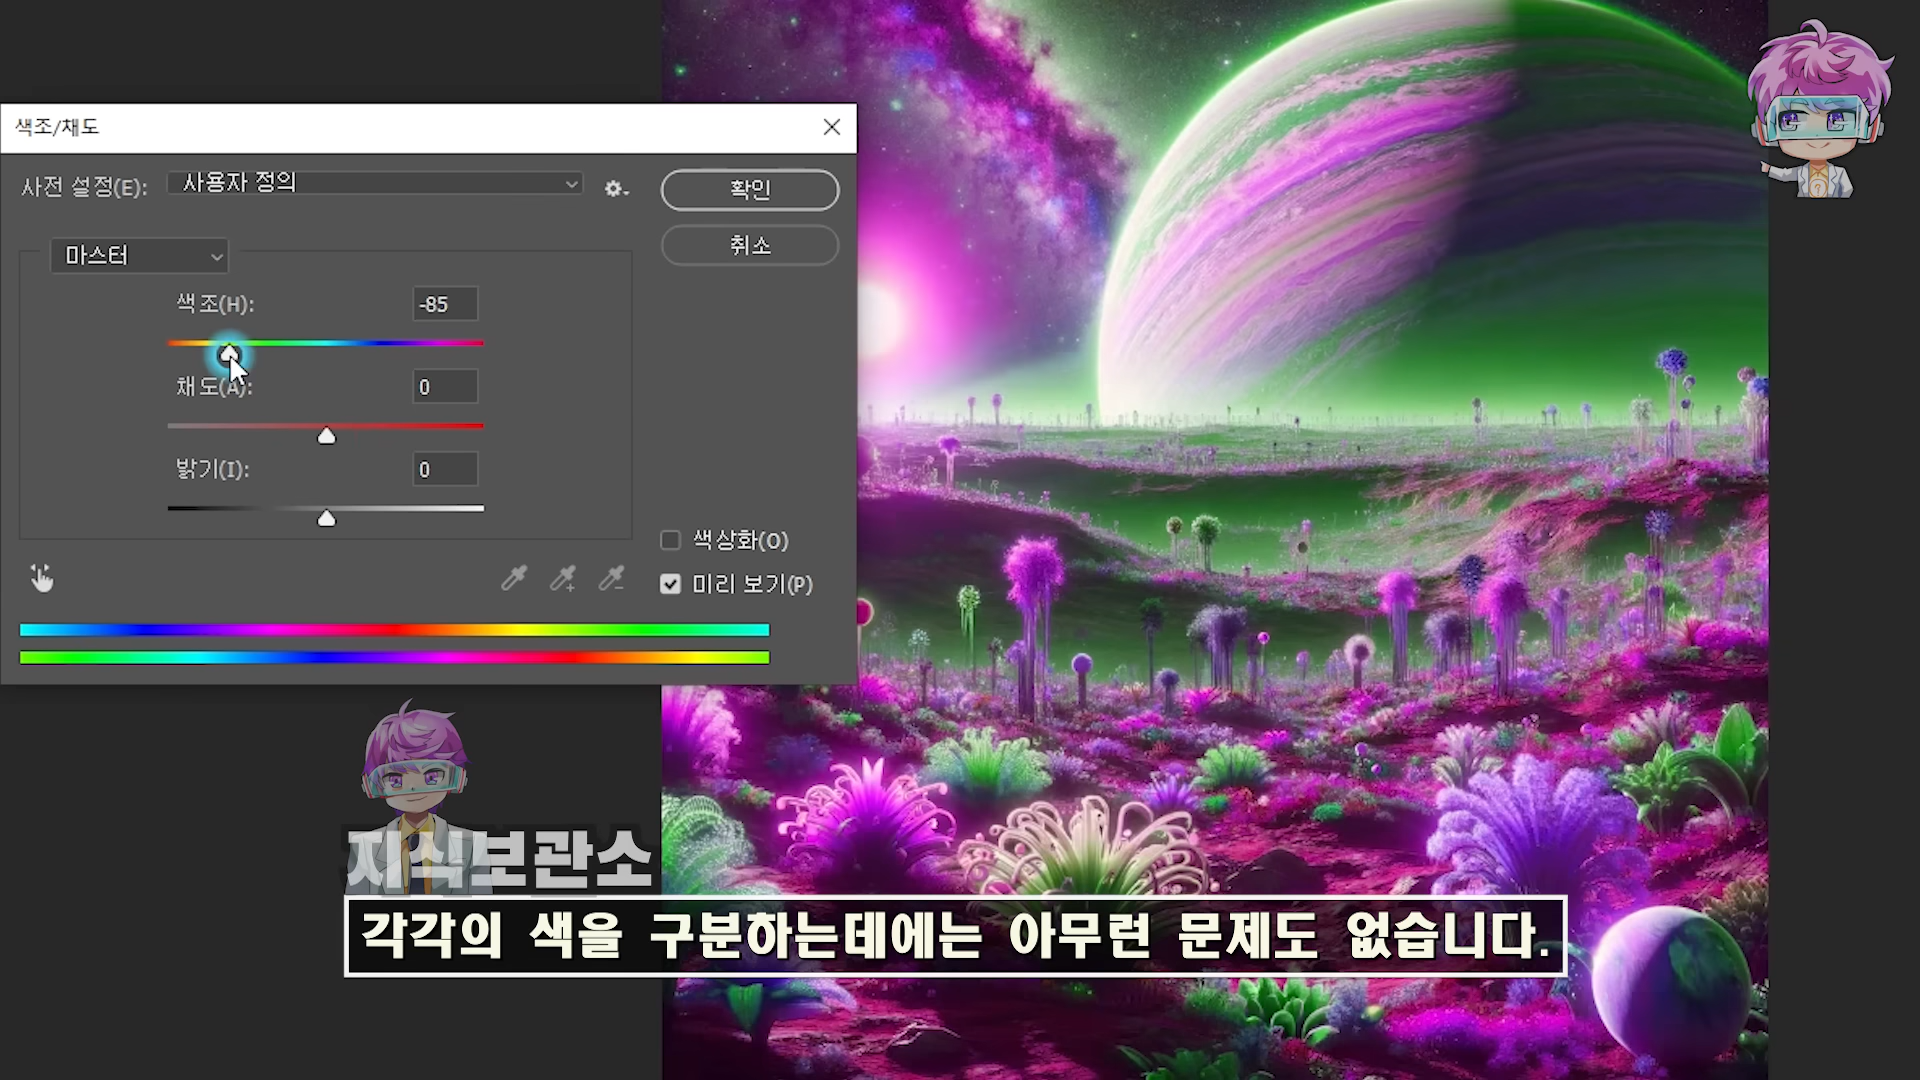 색조/채도
사전 설정(E): 사용자 정의
확인
취소
마스터
색조(H): -85
채도(A): 0
밝기(I): 0
색상화(O)
미리 보기(P)
지식보관소
각각의 색을 구분하는데에는 아무런 문제도 없습니다.